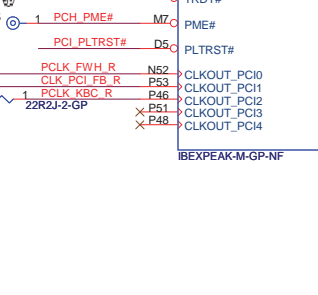 TRDY#
1 PCH_PME# M7 PME#
PCI_PLTRST# D5 PLTRST#
PCLK_FWH_R N52 CLKOUT_PCI0
CLK_PCI_FB_R P53 CLKOUT_PCI1
1 PCLK_KBC_R P46 CLKOUT_PCI2
22R2J-2-GP P51 CLKOUT_PCI3
P48 CLKOUT_PCI4
IBEXPEAK-M-GP-NF